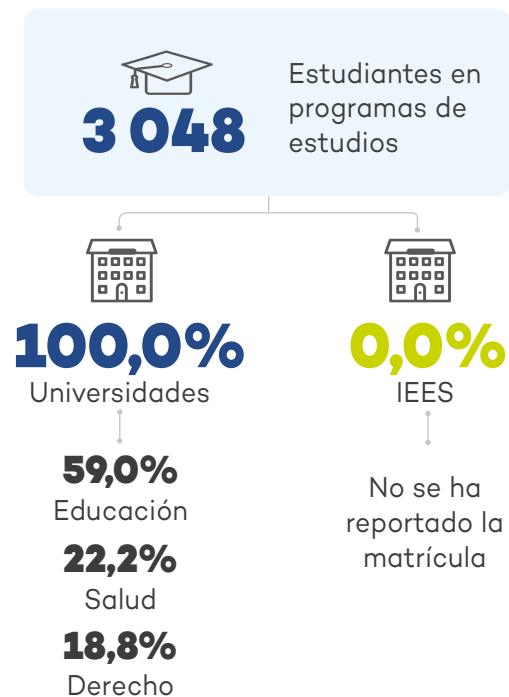 3 048
Estudiantes en
programas de
estudios
100,0%
Universidades
59,0%
Educación
22,2%
Salud
18,8%
Derecho
0,0%
IEES
No se ha
reportado la
matrícula